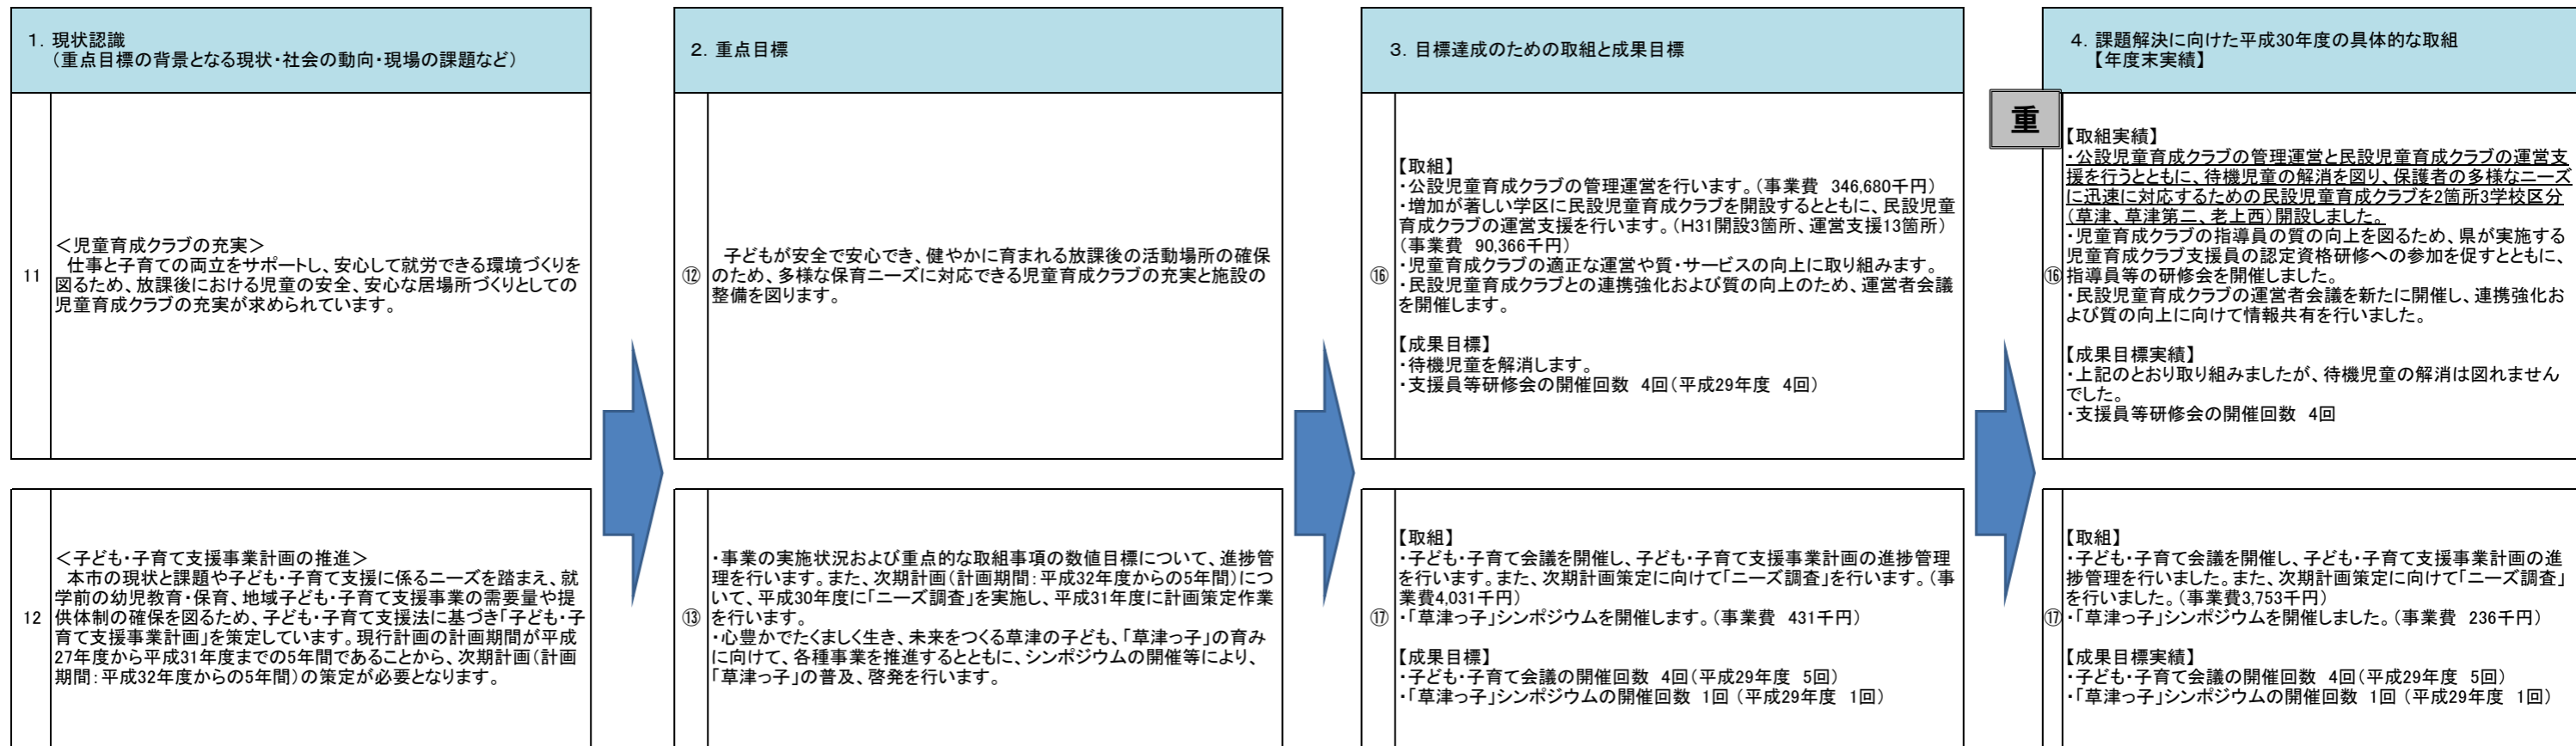 1．現状認識
（重点目標の背景となる現状・社会の動向・現場の課題など）
2．重点目標
3．目標達成のための取組と成果目標
4．課題解決に向けた平成30年度の具体的な取組
【年度末実績】
11
＜児童育成クラブの充実＞
仕事と子育ての両立をサポートし、安心して就労できる環境づくりを
図るため、放課後における児童の安全、安心な居場所づくりとしての
児童育成クラブの充実が求められています。
⑫
子どもが安全で安心でき、健やかに育まれる放課後の活動場所の確保
のため、多様な保育ニーズに対応できる児童育成クラブの充実と施設の
整備を図ります。
⑯
【取組】
・公設児童育成クラブの管理運営を行います。（事業費 346,680千円）
・増加が著しい学区に民設児童育成クラブを開設するとともに、民設児童
育成クラブの運営支援を行います。（H31開設3箇所、運営支援13箇所）
（事業費 90,366千円）
・児童育成クラブの適正な運営や質・サービスの向上に取り組みます。
・民設児童育成クラブとの連携強化および質の向上のため、運営者会議
を開催します。
【成果目標】
・待機児童を解消します。
・支援員等研修会の開催回数 4回（平成29年度 4回）
重
⑯
【取組実績】
・公設児童育成クラブの管理運営と民設児童育成クラブの運営支
援を行うとともに、待機児童の解消を図り、保護者の多様なニーズ
に迅速に対応するための民設児童育成クラブを2箇所3学校区分
（草津、草津第二、老上西）開設しました。
・児童育成クラブの指導員の質の向上を図るため、県が実施する
児童育成クラブ支援員の認定資格研修への参加を促すとともに、
指導員等の研修会を開催しました。
・民設児童育成クラブの運営者会議を新たに開催し、連携強化お
よび質の向上に向けて情報共有を行いました。
【成果目標実績】
・上記のとおり取り組みましたが、待機児童の解消は図れません
でした。
・支援員等研修会の開催回数 4回
12
＜子ども・子育て支援事業計画の推進＞
本市の現状と課題や子ども・子育て支援に係るニーズを踏まえ、就
学前の幼児教育・保育、地域子ども・子育て支援事業の需要量や提
供体制の確保を図るため、子ども・子育て支援法に基づき「子ども・子
育て支援事業計画」を策定しています。現行計画の計画期間が平成
27年度から平成31年度までの5年間であることから、次期計画（計画
期間：平成32年度からの5年間）の策定が必要となります。
⑬
・事業の実施状況および重点的な取組事項の数値目標について、進捗管
理を行います。また、次期計画（計画期間：平成32年度からの5年間）につ
いて、平成30年度に「ニーズ調査」を実施し、平成31年度に計画策定作業
を行います。
・心豊かでたくましく生き、未来をつくる草津の子ども、「草津っ子」の育み
に向けて、各種事業を推進するとともに、シンポジウムの開催等により、
「草津っ子」の普及、啓発を行います。
⑰
【取組】
・子ども・子育て会議を開催し、子ども・子育て支援事業計画の進捗管理
を行います。また、次期計画策定に向けて「ニーズ調査」を行います。（事
業費4,031千円）
・「草津っ子」シンポジウムを開催します。（事業費 431千円）
【成果目標】
・子ども・子育て会議の開催回数 4回（平成29年度 5回）
・「草津っ子」シンポジウムの開催回数 1回 （平成29年度 1回）
⑰
【取組】
・子ども・子育て会議を開催し、子ども・子育て支援事業計画の進
捗管理を行いました。また、次期計画策定に向けて「ニーズ調査」
を行いました。（事業費3,753千円）
・「草津っ子」シンポジウムを開催しました。（事業費 236千円）
【成果目標実績】
・子ども・子育て会議の開催回数 4回（平成29年度 5回）
・「草津っ子」シンポジウムの開催回数 1回 （平成29年度 1回）